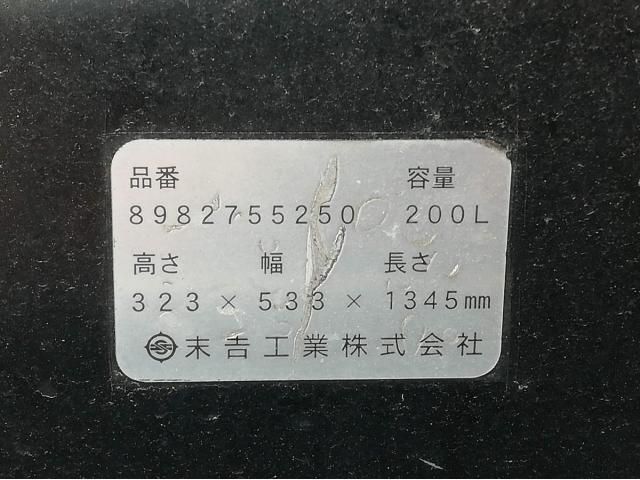 品番 容量
8982755250 200L
高さ 幅 長さ
323 × 533 × 1345mm
末吉工業株式会社